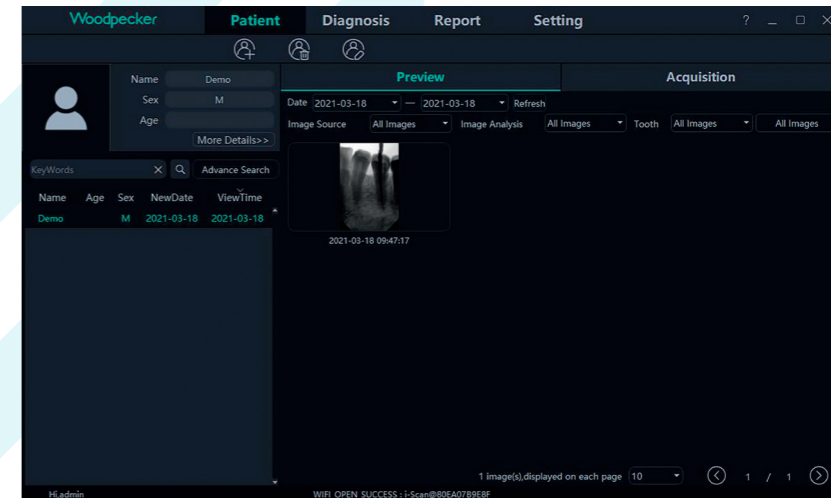 Woodpecker Patient Diagnosis Report Setting ?
Name Demo
Sex M
Age
More Details>>
KeyWords Advance Search
Name Age Sex NewDate ViewTime
Demo M 2021-03-18 2021-03-18
Preview Acquisition
Date 2021-03-18 — 2021-03-18 Refresh
Image Source All Images Image Analysis All Images Tooth All Images All Images
2021-03-18 09:47:17
1 image(s),displayed on each page 10 1 / 1
Hi,admin WIFI OPEN SUCCESS : i-Scan@80EA07B9E8F